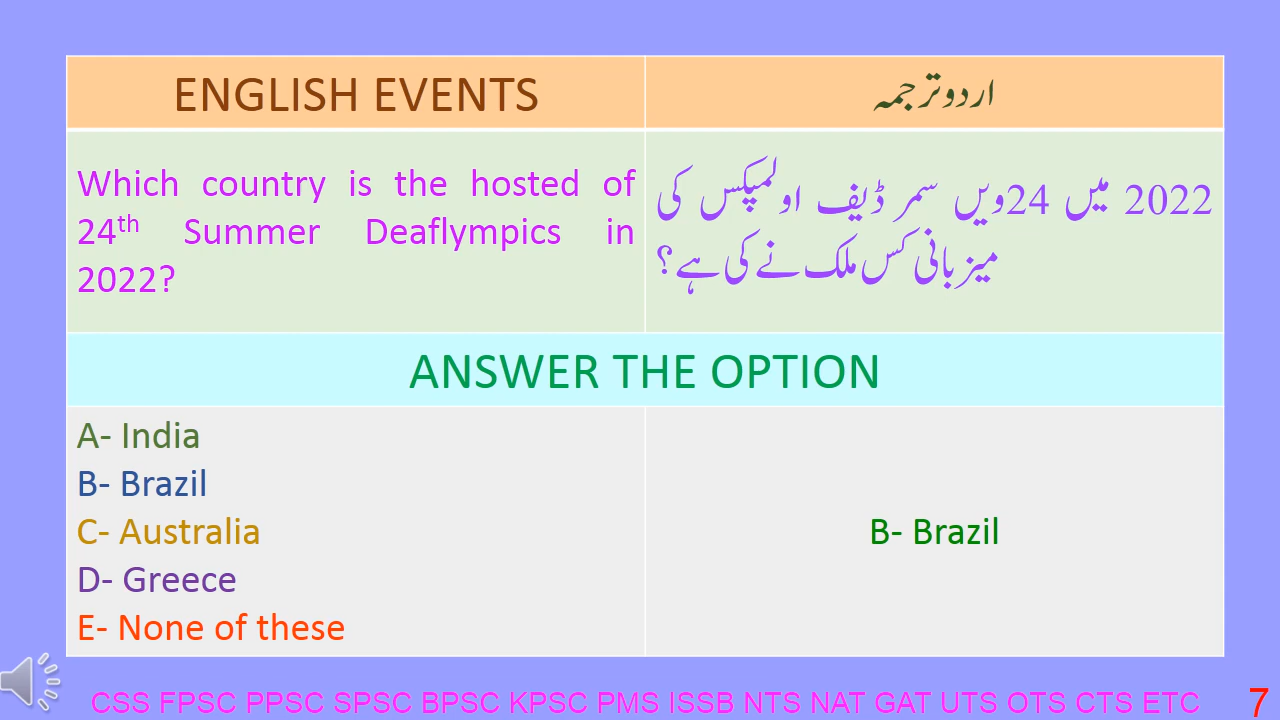 ENGLISH EVENTS
اردو ترجمہ
Which country is the hosted of
24th Summer Deaflympics in
2022?
2022 میں 24ویں سمر ڈیف اولمپکس کی
میزبانی کس ملک نے کی ہے؟
ANSWER THE OPTION
A- India
B- Brazil
C- Australia
D- Greece
E- None of these
B- Brazil
CSS FPSC PPSC SPSC BPSC KPSC PMS ISSB NTS NAT GAT UTS OTS CTS ETC
7